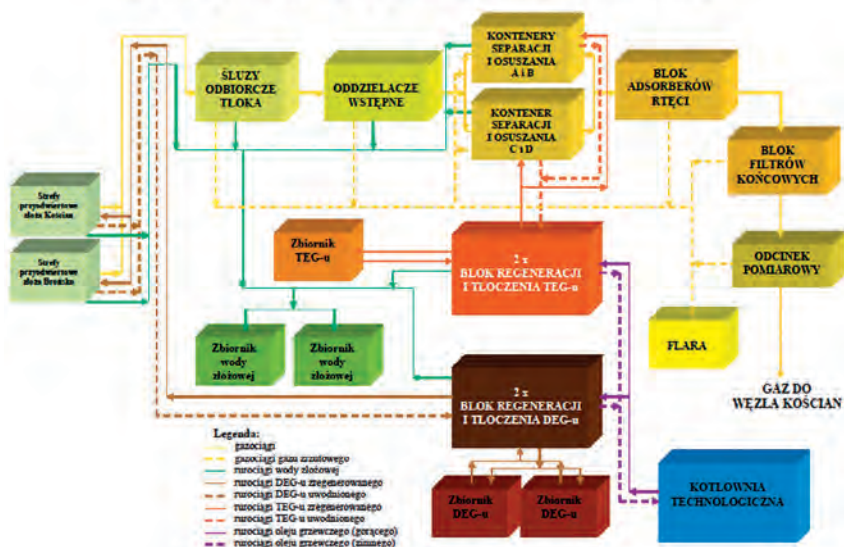 ŚLUZY
ODBIORCZE
TŁOKA
ODDZIELACZE
WSTĘPNE
KONTENERY
SEPARACJI
I OSUSZANIA
A i B
KONTENER
SEPARACJI
I OSUSZANIA
C i D
BLOK
ADSORBERÓW
RTĘCI
BLOK
FILTRÓW
KOŃCOWYCH
Strefy
przyodwiertowe
złoża Kościan
Strefy
przyodwiertowe
złoża Brońsko
Zbiornik
TEG-u
2 x
BLOK REGENERACJI
I TŁOCZENIA TEG-u
ODCINEK
POMIAROWY
Zbiornik
wody
złożowej
Zbiornik
wody
złożowej
FLARA
2 x
BLOK REGENERACJI
I TŁOCZENIA DEG-u
GAZ DO
WĘZŁA KOŚCIAN
Zbiornik
DEG-u
Zbiornik
DEG-u
KOTŁOWNIA
TECHNOLOGICZNA
Legenda:
gazociągi
gazociągi gazu zrzutowego
rurociągi wody złożowej
rurociągi DEG-u zregenerowanego
rurociągi DEG-u uwodnionego
rurociągi TEG-u zregenerowanego
rurociągi TEG-u uwodnionego
rurociągi oleju grzewczego (gorącego)
rurociągi oleju grzewczego (zimnego)